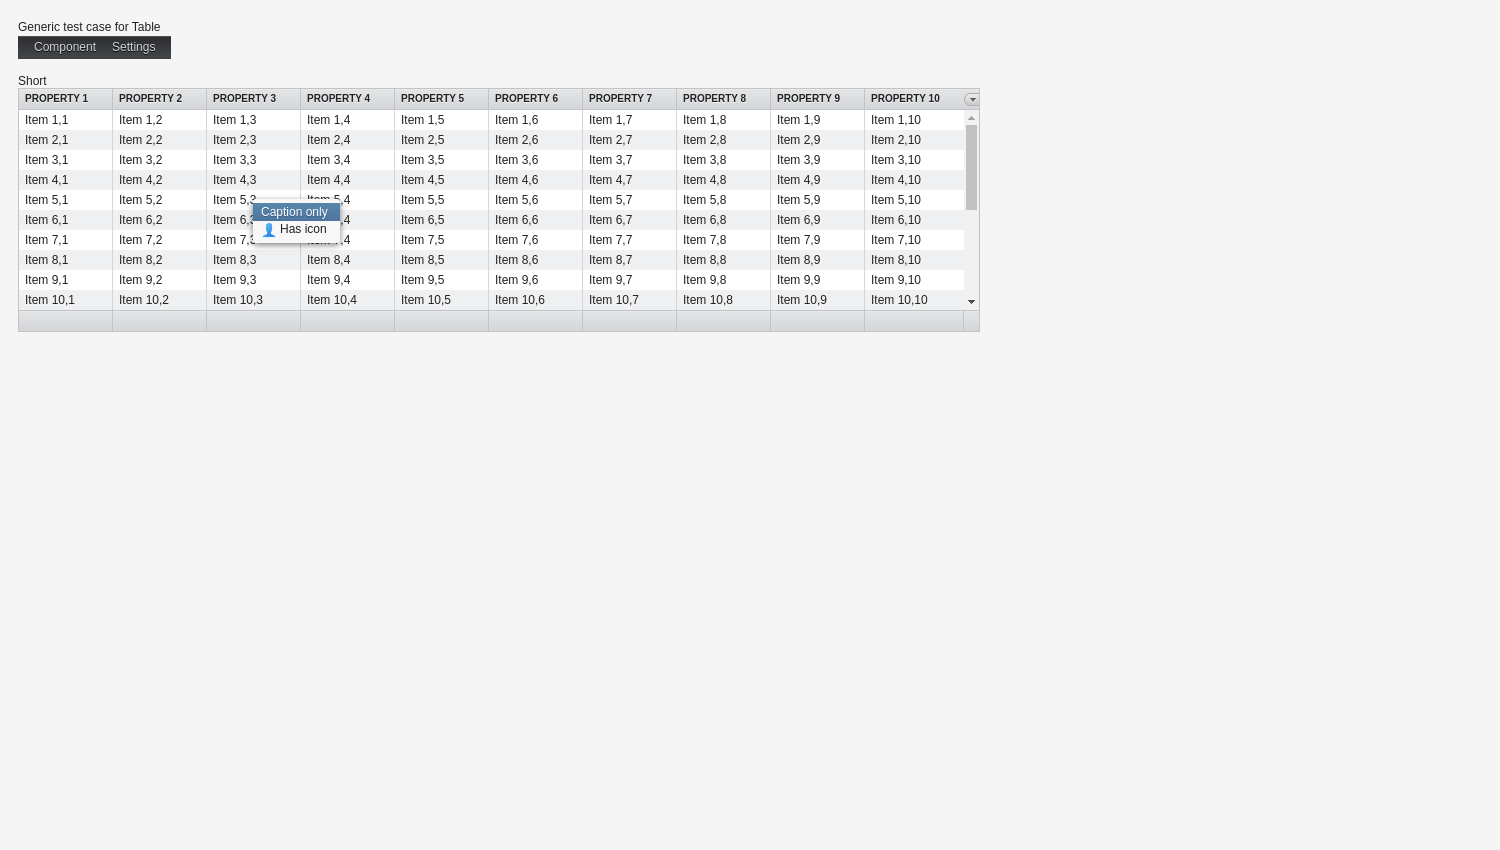 Generic test case for Table
Component Settings
Short
PROPERTY 1 PROPERTY 2 PROPERTY 3 PROPERTY 4 PROPERTY 5 PROPERTY 6 PROPERTY 7 PROPERTY 8 PROPERTY 9 PROPERTY 10
Item 1,1 Item 1,2 Item 1,3 Item 1,4 Item 1,5 Item 1,6 Item 1,7 Item 1,8 Item 1,9 Item 1,10
Item 2,1 Item 2,2 Item 2,3 Item 2,4 Item 2,5 Item 2,6 Item 2,7 Item 2,8 Item 2,9 Item 2,10
Item 3,1 Item 3,2 Item 3,3 Item 3,4 Item 3,5 Item 3,6 Item 3,7 Item 3,8 Item 3,9 Item 3,10
Item 4,1 Item 4,2 Item 4,3 Item 4,4 Item 4,5 Item 4,6 Item 4,7 Item 4,8 Item 4,9 Item 4,10
Item 5,1 Item 5,2 Item 5,3 Item 5,4 Item 5,5 Item 5,6 Item 5,7 Item 5,8 Item 5,9 Item 5,10
Caption only
Item 6,1 Item 6,2 Item 6,3 ,4 Item 6,5 Item 6,6 Item 6,7 Item 6,8 Item 6,9 Item 6,10
Has icon
Item 7,1 Item 7,2 Item 7,3 ,4 Item 7,5 Item 7,6 Item 7,7 Item 7,8 Item 7,9 Item 7,10
Item 8,1 Item 8,2 Item 8,3 Item 8,4 Item 8,5 Item 8,6 Item 8,7 Item 8,8 Item 8,9 Item 8,10
Item 9,1 Item 9,2 Item 9,3 Item 9,4 Item 9,5 Item 9,6 Item 9,7 Item 9,8 Item 9,9 Item 9,10
Item 10,1 Item 10,2 Item 10,3 Item 10,4 Item 10,5 Item 10,6 Item 10,7 Item 10,8 Item 10,9 Item 10,10